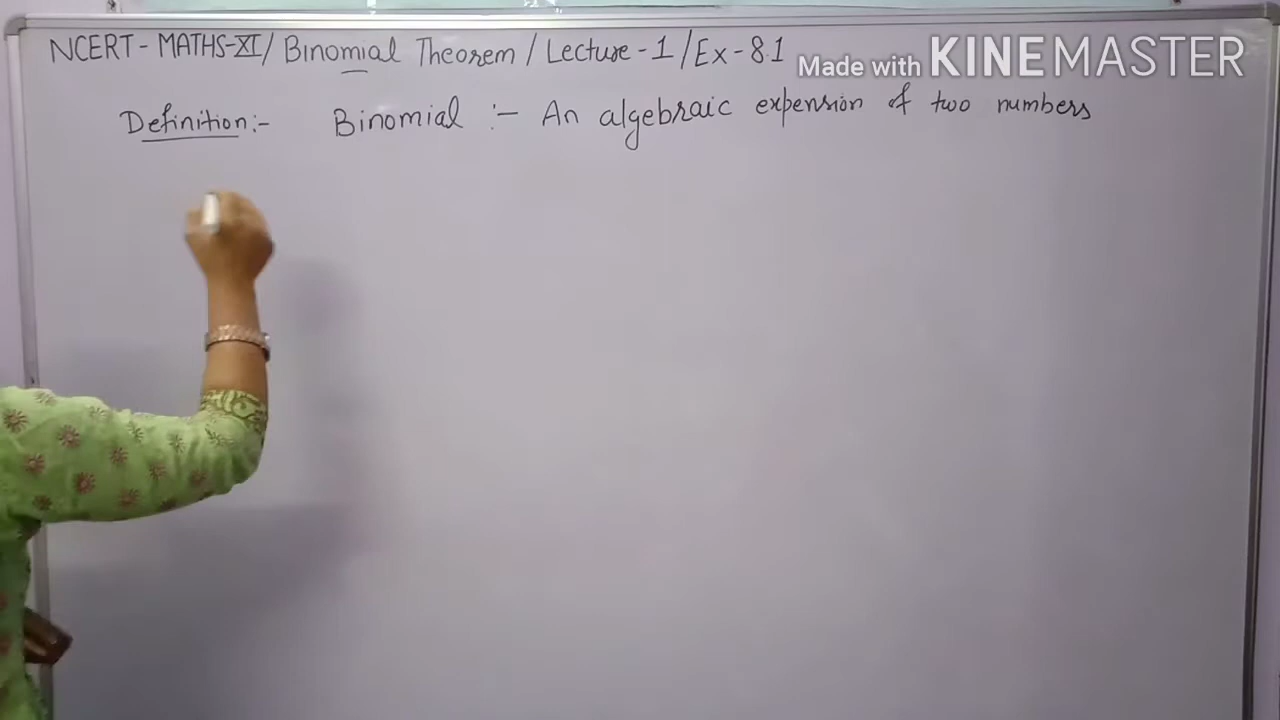 NCERT - MATHS-XI / Binomial Theorem / Lecture - 1 / Ex - 8.1
Made with KINEMASTER
Definition :- Binomial :- An algebraic expension of two numbers